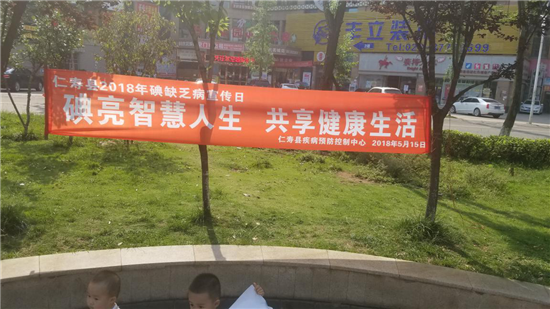 仁寿县2018年碘缺乏病宣传日
碘亮智慧人生 共享健康生活
仁寿县疾病预防控制中心 2018年5月15日